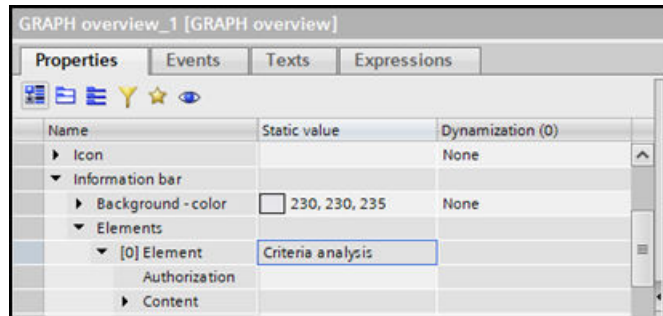 GRAPH overview_1 [GRAPH overview]
Properties Events Texts Expressions
Name Static value Dynamization (0)
Icon None
Information bar
Background - color 230, 230, 235 None
Elements
[0] Element Criteria analysis
Authorization
Content